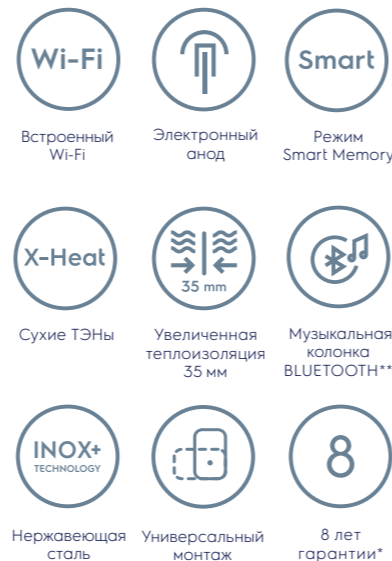 Wi-Fi
Встроенный
Wi-Fi
Электронный
анод
Smart
Режим
Smart Memory
X-Heat
Сухие ТЭНы
35 mm
Увеличенная
теплоизоляция
35 мм
Музыкальная
колонка
BLUETOOTH**
INOX+
TECHNOLOGY
Нержавеющая
сталь
Универсальный
монтаж
8
8 лет
гарантии*